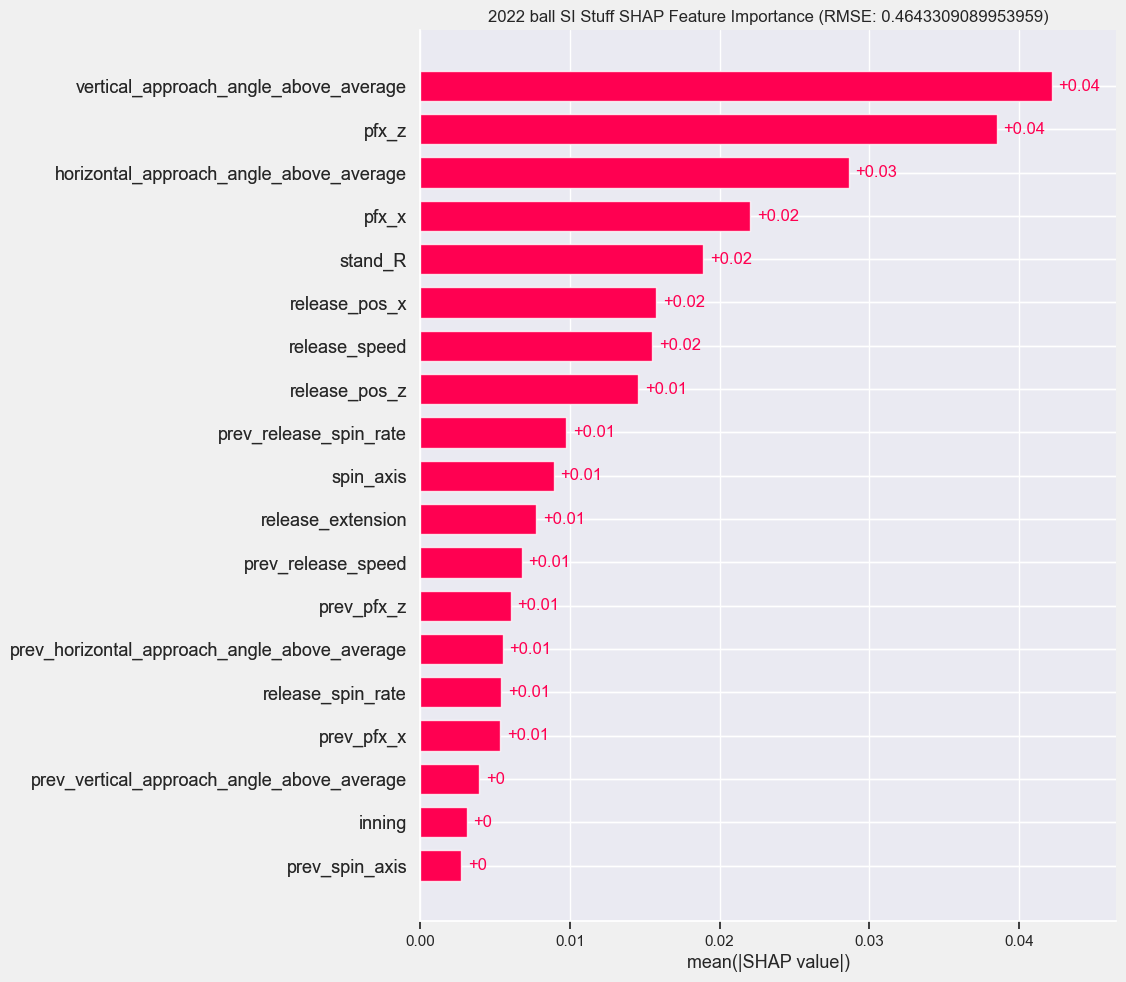 2022 ball SI Stuff SHAP Feature Importance (RMSE: 0.4643309089953959)
vertical_approach_angle_above_average +0.04
pfx_z +0.04
horizontal_approach_angle_above_average +0.03
pfx_x +0.02
stand_R +0.02
release_pos_x +0.02
release_speed +0.02
release_pos_z +0.01
prev_release_spin_rate +0.01
spin_axis +0.01
release_extension +0.01
prev_release_speed +0.01
prev_pfx_z +0.01
prev_horizontal_approach_angle_above_average +0.01
release_spin_rate +0.01
prev_pfx_x +0.01
prev_vertical_approach_angle_above_average +0
inning +0
prev_spin_axis +0
0.00 0.01 0.02 0.03 0.04
mean(|SHAP value|)